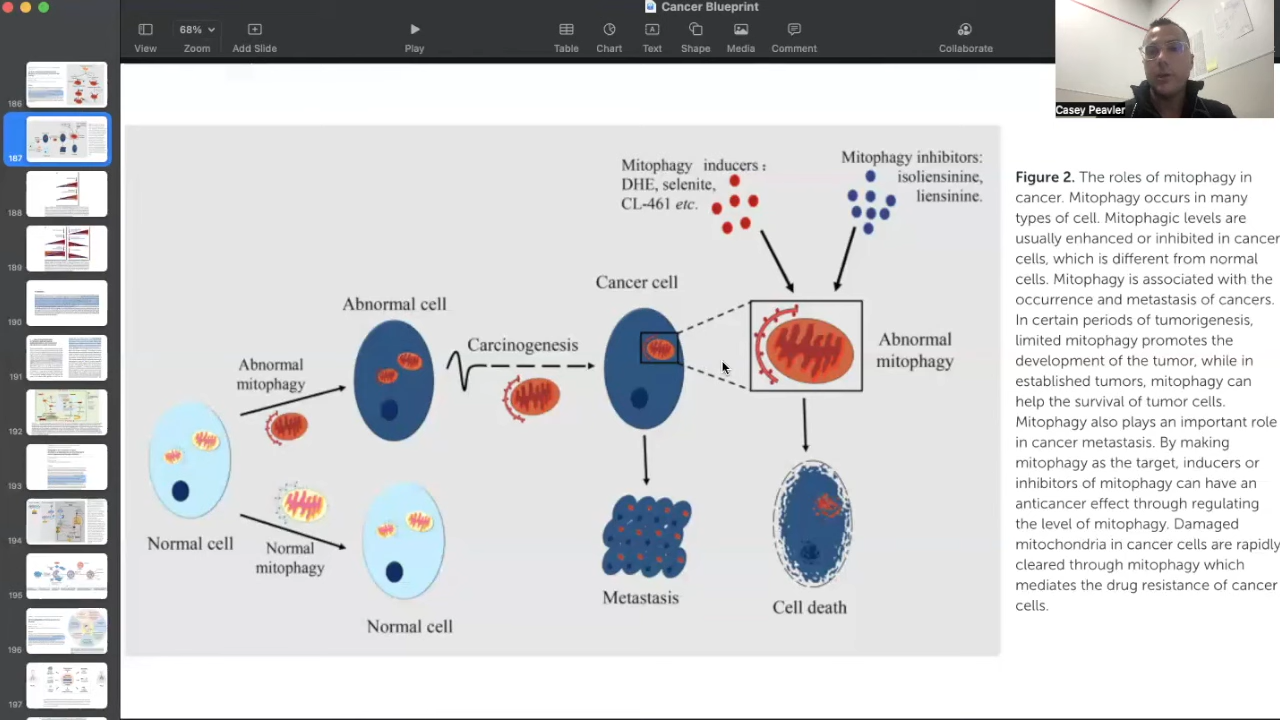 Cancer Blueprint
68%
View
Zoom
Add Slide
Play
Table
Chart
Text
Shape
Media
Comment
Collaborate
Casey Peavler
186
187
188
189
190
191
192
193
194
195
196
197
Mitophagy inducers :
DHE, selenite,
CL-461 etc.
Mitophagy inhibitors:
isoliensinine,
liensinine.
Cancer cell
Abnormal cell
Carcinogenesis
Abnormal
mitophagy
Abnormal
mitophagy
Normal cell
Normal
mitophagy
Normal cell
Metastasis
Cell death
Figure 2. The roles of mitophagy in
cancer. Mitophagy occurs in many
types of cell. Mitophagic levels are
usually enhanced or inhibited in cancer
cells, which is different from normal
cells. Mitophagy is associated with the
occurrence and metastasis of cancers.
In certain periods of tumorigenesis,
limited mitophagy promotes the
development of the tumor, while in
established tumors, mitophagy can
help the survival of tumor cells.
Mitophagy also plays an important role
in cancer metastasis. By making
mitophagy as the target, inducers or
inhibitors of mitophagy can have an
anticancer effect through regulating
the level of mitophagy. Damaged
mitochondria in cancer cells are rapidly
cleared through mitophagy which
mediates the drug resistance of cancer
cells.